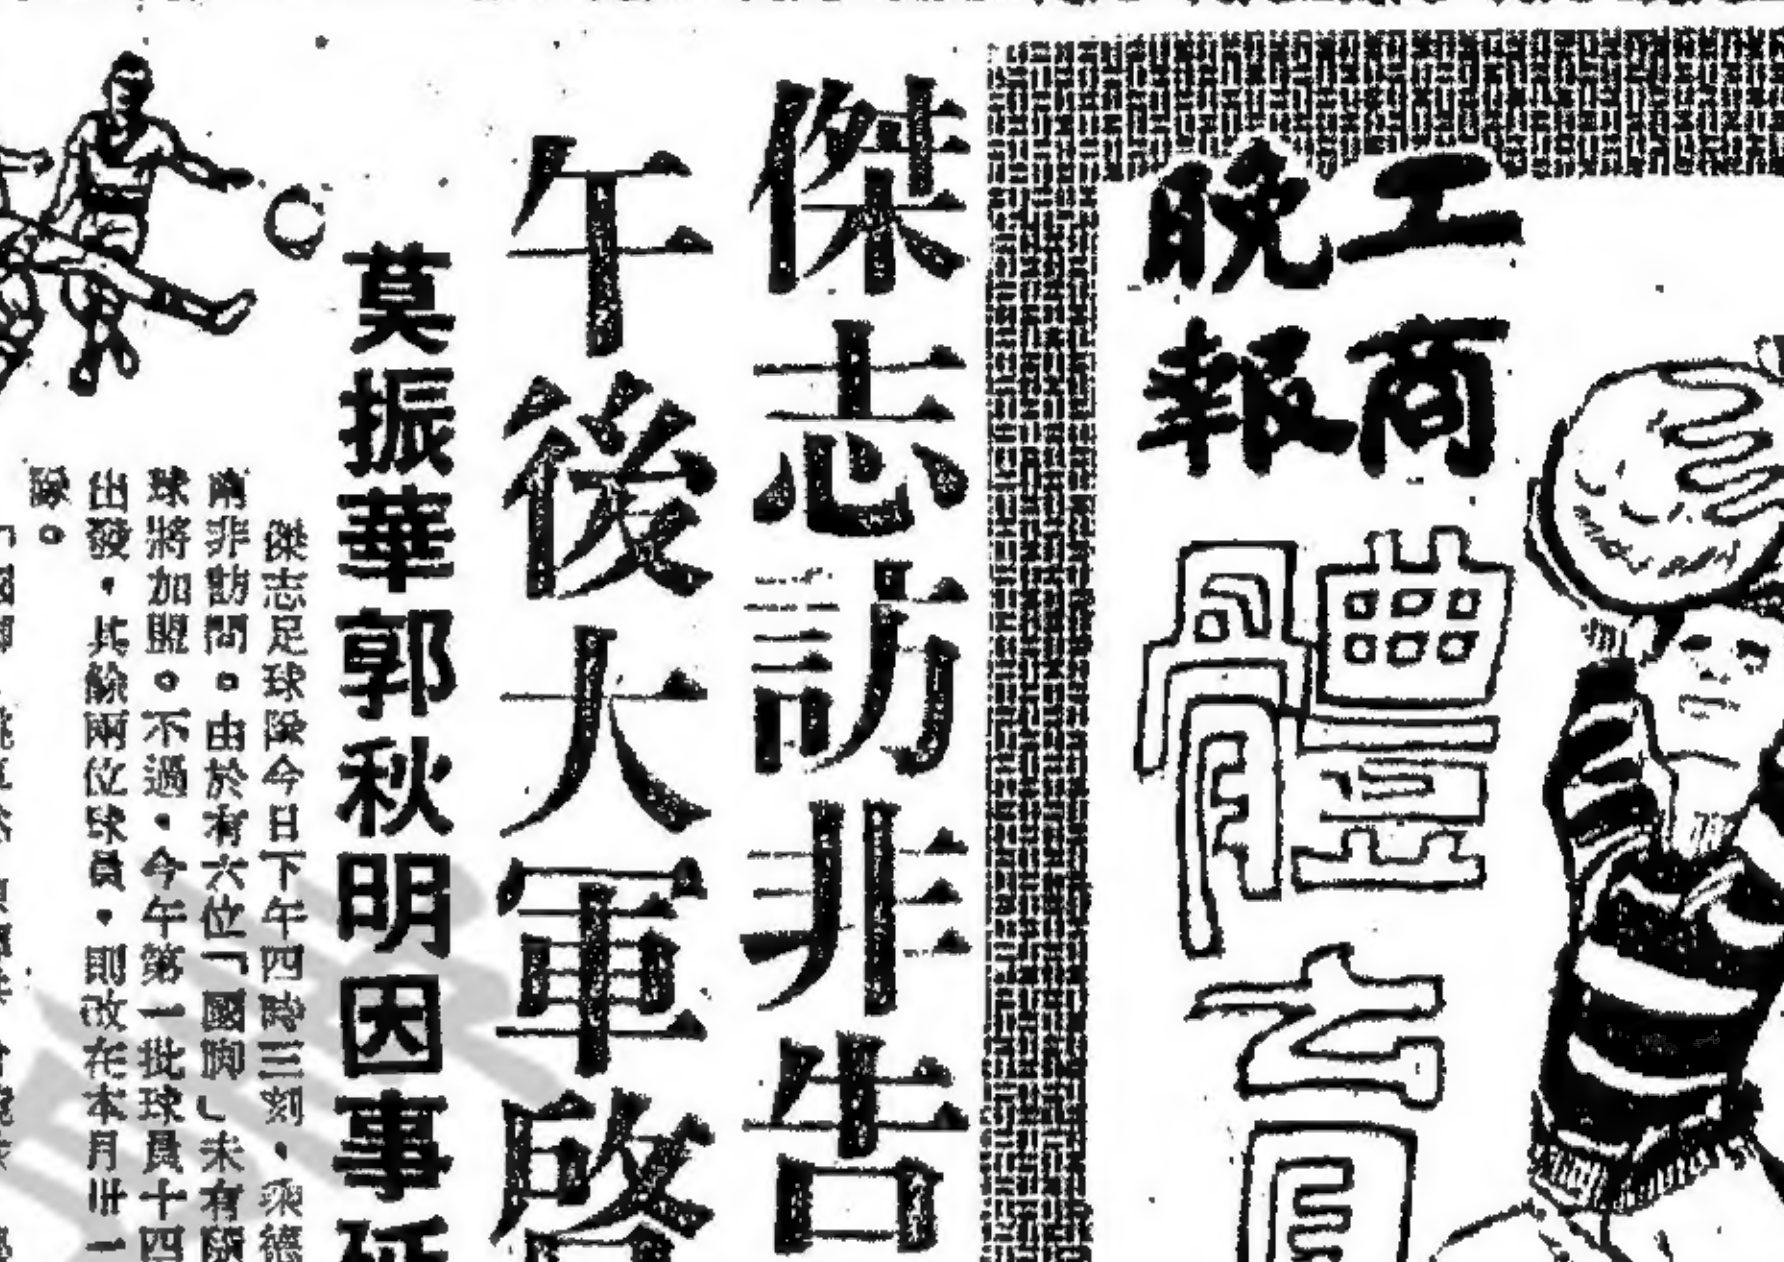 工商
晚報
體育
傑志訪非告
午後大軍啓
莫振華郭秋明因事延
傑志足球隊今日下午四時三刻，乘德
南非訪問。由於有六位「國脚」未有隨
球將加盟。不過，今午第一批球員十四
出發，其餘兩位球員，則改在本月卅一
隊。